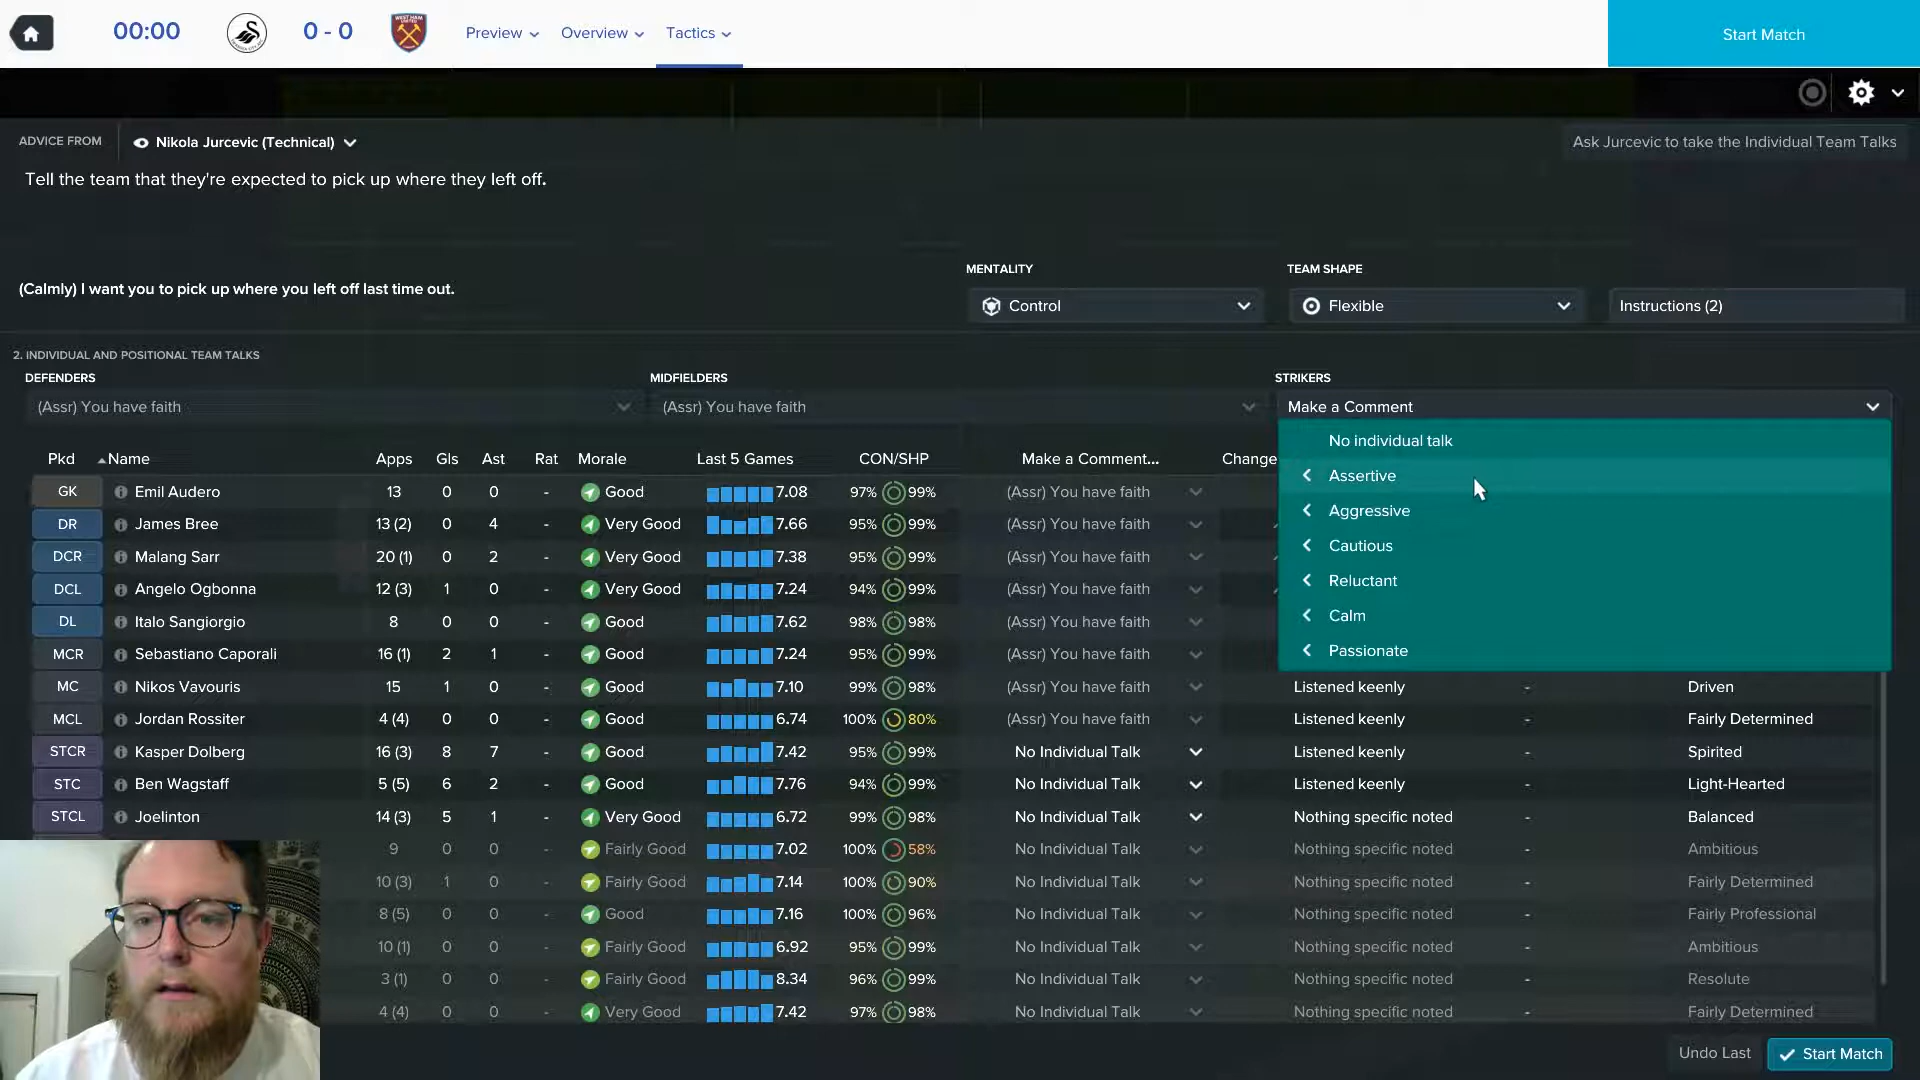 00:00
0 - 0
WEST HAM UNITED
Preview
Overview
Tactics
Start Match
ADVICE FROM
Nikola Jurcevic (Technical)
Ask Jurcevic to take the Individual Team Talks
Tell the team that they're expected to pick up where they left off.
(Calmly) I want you to pick up where you left off last time out.
MENTALITY
Control
TEAM SHAPE
Flexible
Instructions (2)
2. INDIVIDUAL AND POSITIONAL TEAM TALKS
DEFENDERS
MIDFIELDERS
STRIKERS
(Assr) You have faith
(Assr) You have faith
Make a Comment
No individual talk
Assertive
Aggressive
Cautious
Reluctant
Calm
Passionate
Pkd Name Apps Gls Ast Rat Morale Last 5 Games CON/SHP Make a Comment... Change
GK Emil Audero 13 0 0 - Good 7.08 97% 99% (Assr) You have faith
DR James Bree 13 (2) 0 4 - Very Good 7.66 95% 99% (Assr) You have faith
DCR Malang Sarr 20 (1) 0 2 - Very Good 7.38 95% 99% (Assr) You have faith
DCL Angelo Ogbonna 12 (3) 1 0 - Very Good 7.24 94% 99% (Assr) You have faith
DL Italo Sangiorgio 8 0 0 - Good 7.62 98% 98% (Assr) You have faith
MCR Sebastiano Caporali 16 (1) 2 1 - Good 7.24 95% 99% (Assr) You have faith
MC Nikos Vavouris 15 1 0 - Good 7.10 99% 98% (Assr) You have faith Listened keenly - Driven
MCL Jordan Rossiter 4 (4) 0 0 - Good 6.74 100% 80% (Assr) You have faith Listened keenly - Fairly Determined
STCR Kasper Dolberg 16 (3) 8 7 - Good 7.42 95% 99% No Individual Talk Listened keenly - Spirited
STC Ben Wagstaff 5 (5) 6 2 - Good 7.76 94% 99% No Individual Talk Listened keenly - Light-Hearted
STCL Joelinton 14 (3) 5 1 - Very Good 6.72 99% 98% No Individual Talk Nothing specific noted - Balanced
9 0 0 - Fairly Good 7.02 100% 58% No Individual Talk Nothing specific noted - Ambitious
10 (3) 1 0 - Fairly Good 7.14 100% 90% No Individual Talk Nothing specific noted - Fairly Determined
8 (5) 0 0 - Good 7.16 100% 96% No Individual Talk Nothing specific noted - Fairly Professional
10 (1) 0 0 - Fairly Good 6.92 95% 99% No Individual Talk Nothing specific noted - Ambitious
3 (1) 0 0 - Fairly Good 8.34 96% 99% No Individual Talk Nothing specific noted - Resolute
4 (4) 0 0 - Very Good 7.42 97% 98% No Individual Talk Nothing specific noted - Fairly Determined
Undo Last
Start Match